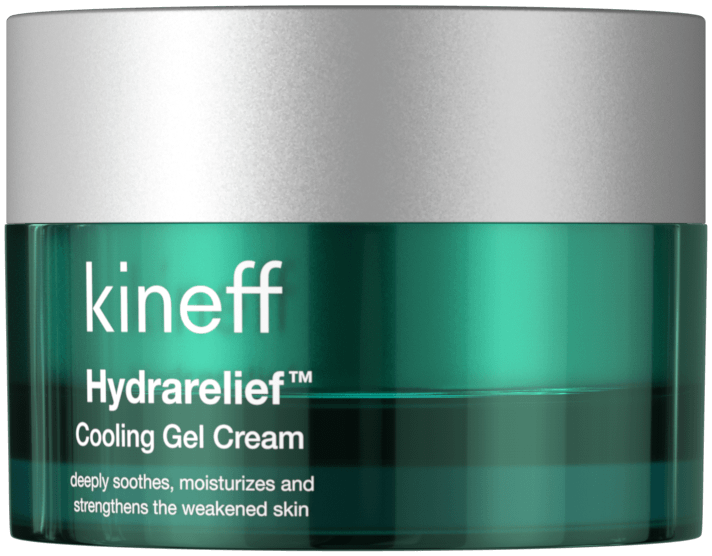 kineff
Hydrarelief™
Cooling Gel Cream
deeply soothes, moisturizes and
strengthens the weakened skin